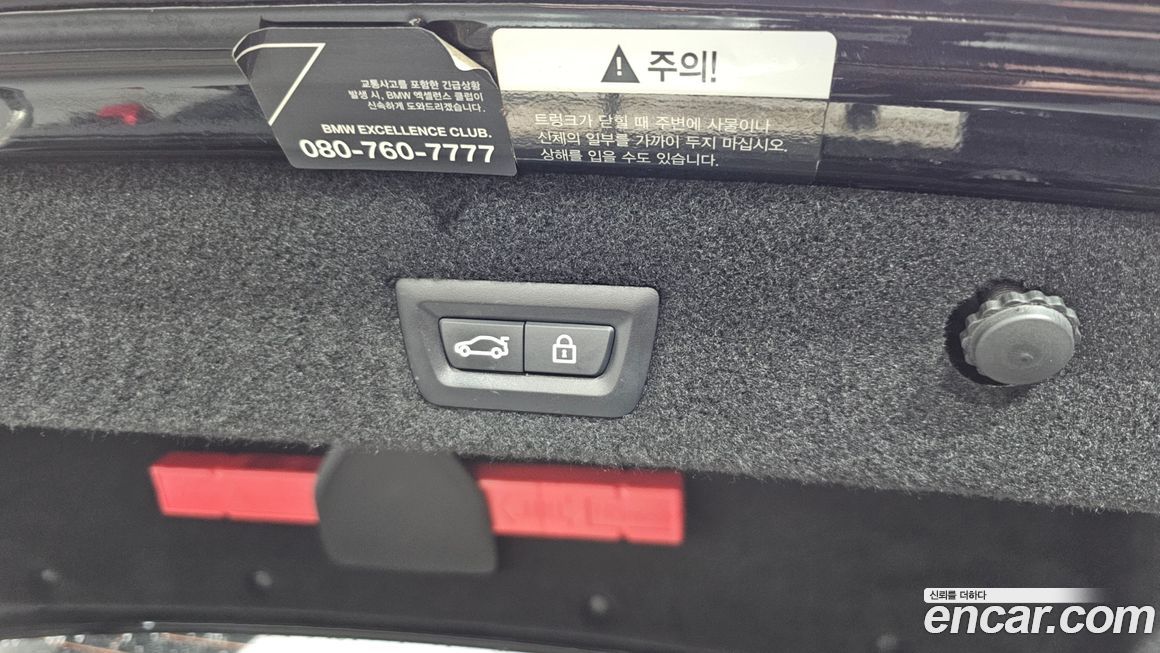 교통사고를 포함한 긴급상황
발생 시, BMW 엑셀런스 클럽이
신속하게 도와드리겠습니다.
BMW EXCELLENCE CLUB.
080-760-7777
주의!
트렁크가 닫힐 때 주변에 사물이나
신체의 일부를 가까이 두지 마십시오.
상해를 입을 수도 있습니다.
신뢰를 더하다
encar.com